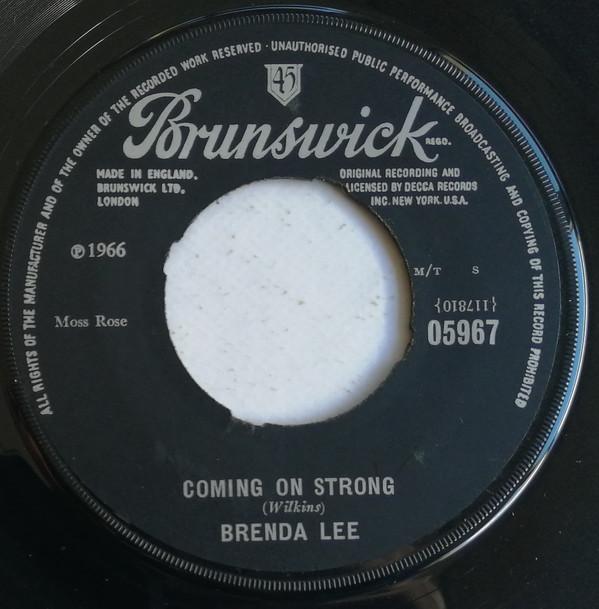 ALL RIGHTS OF THE MANUFACTURER AND OF THE OWNER OF THE RECORDED WORK RESERVED · UNAUTHORISED PUBLIC PERFORMANCE BROADCASTING AND COPYING OF THIS RECORD PROHIBITED
45
Brunswick
REGD.
MADE IN ENGLAND.
BRUNSWICK LTD.
LONDON
ORIGINAL RECORDING AND
LICENSED BY DECCA RECORDS
INC. NEW YORK. U.S.A.
℗1966
M/T S
Moss Rose
{117810}
05967
COMING ON STRONG
(Wilkins)
BRENDA LEE